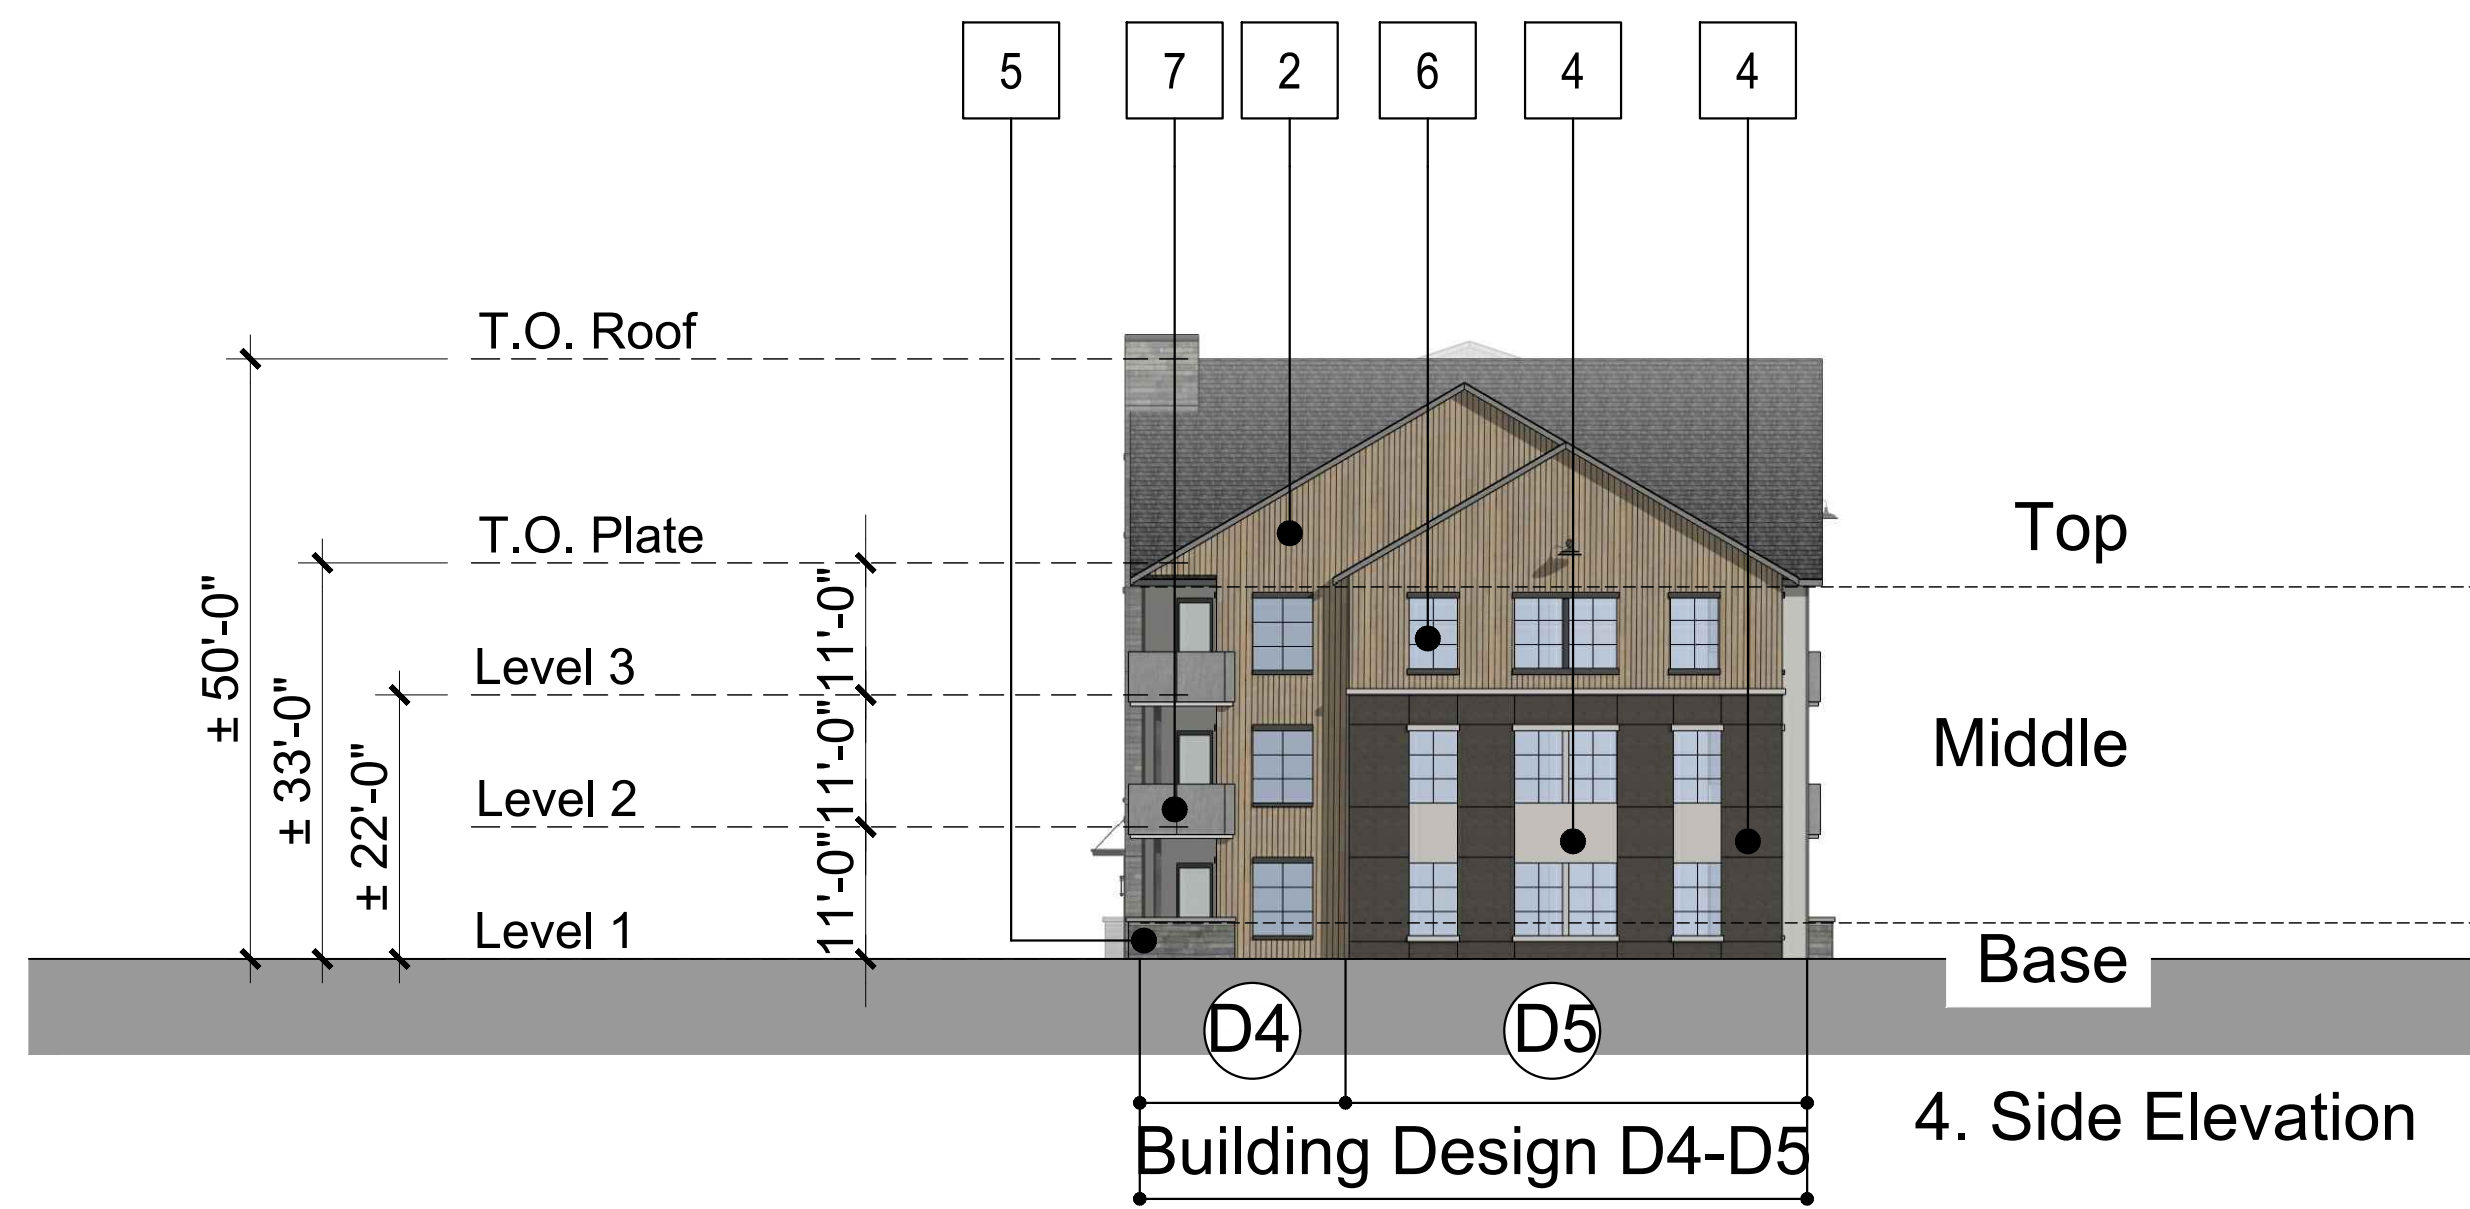 5 7 2 6 4 4
T.O. Roof
T.O. Plate
Top
± 50'-0"
± 33'-0"
± 22'-0"
11'-0"
11'-0"
11'-0"
Level 3
Middle
Level 2
Level 1
Base
D4 D5
4. Side Elevation
Building Design D4-D5